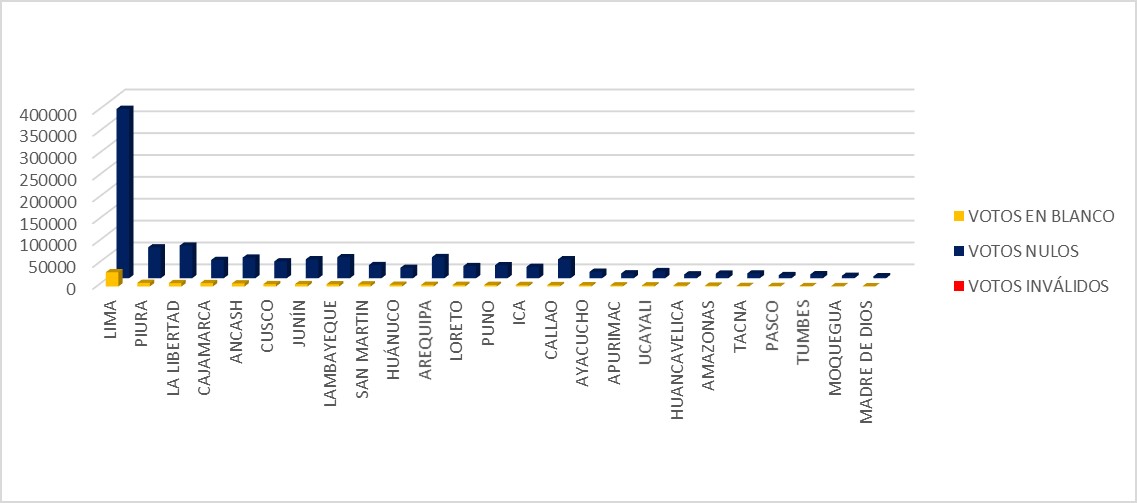 400000
350000
300000
250000
200000
150000
100000
50000
0
LIMA
PIURA
LA LIBERTAD
CAJAMARCA
ANCASH
CUSCO
JUNÍN
LAMBAYEQUE
SAN MARTIN
HUÁNUCO
AREQUIPA
LORETO
PUNO
ICA
CALLAO
AYACUCHO
APURIMAC
UCAYALI
HUANCAVELICA
AMAZONAS
TACNA
PASCO
TUMBES
MOQUEGUA
MADRE DE DIOS
VOTOS EN BLANCO
VOTOS NULOS
VOTOS INVÁLIDOS